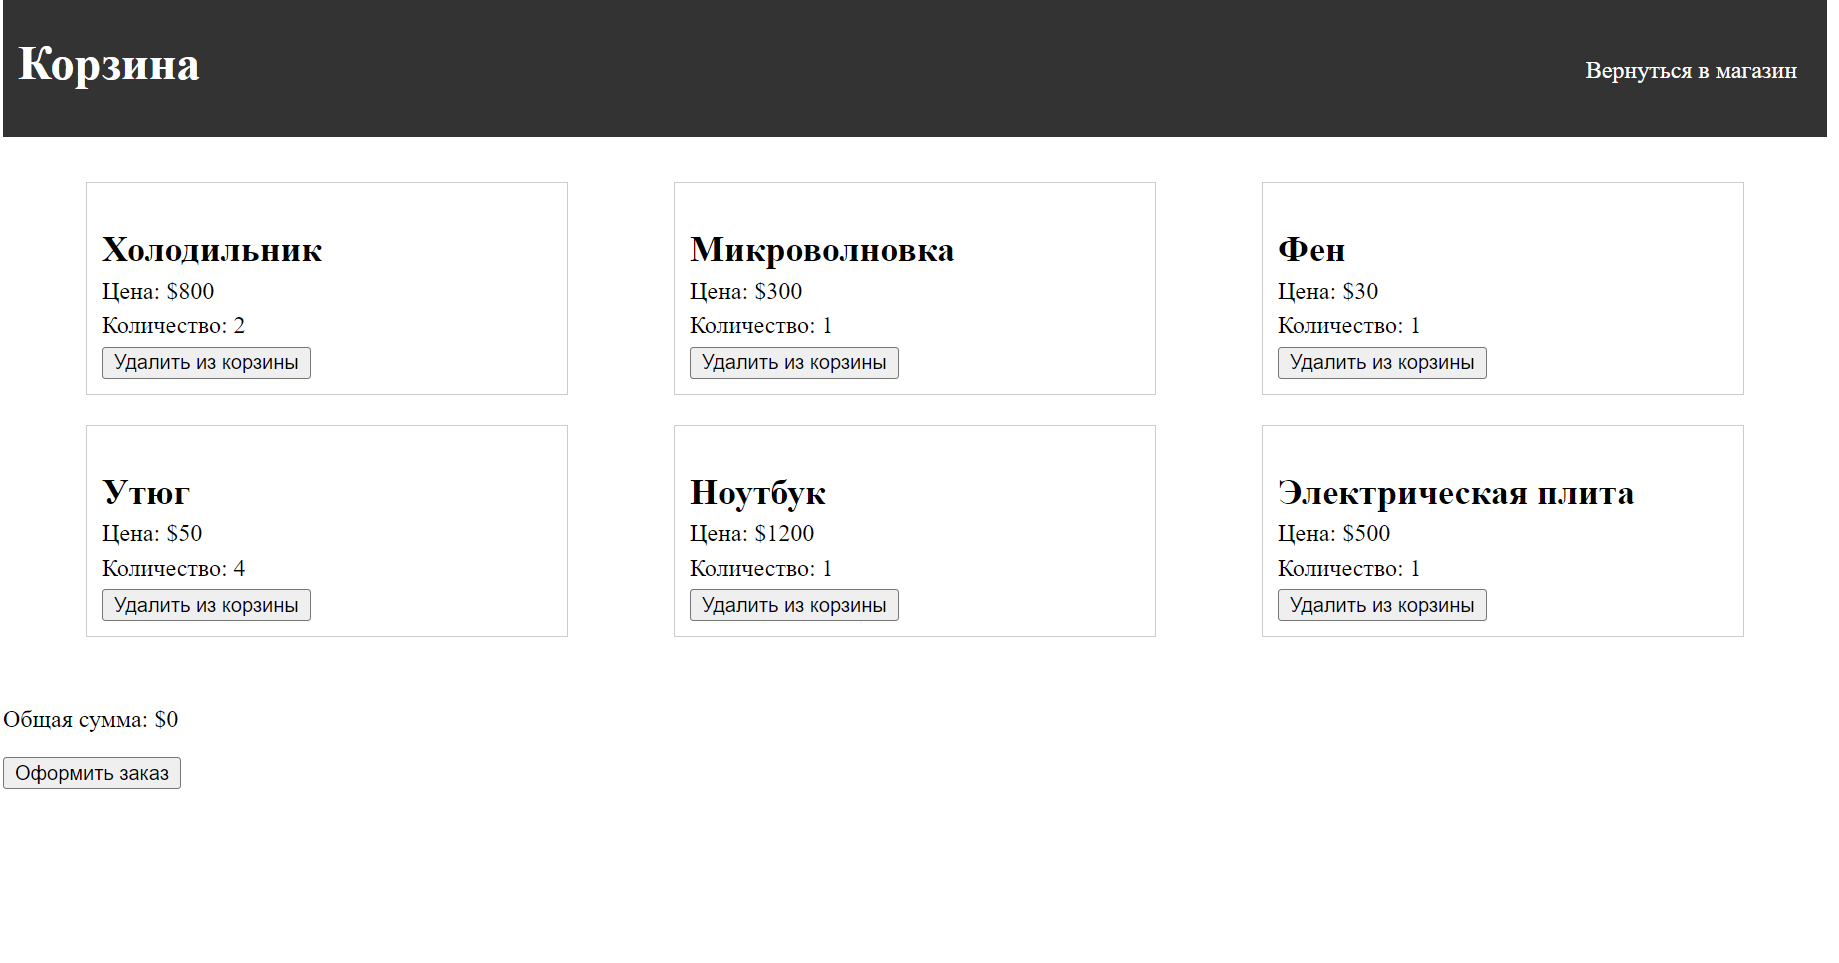 Корзина
Вернуться в магазин
Холодильник
Цена: $800
Количество: 2
Удалить из корзины
Микроволновка
Цена: $300
Количество: 1
Удалить из корзины
Фен
Цена: $30
Количество: 1
Удалить из корзины
Утюг
Цена: $50
Количество: 4
Удалить из корзины
Ноутбук
Цена: $1200
Количество: 1
Удалить из корзины
Электрическая плита
Цена: $500
Количество: 1
Удалить из корзины
Общая сумма: $0
Оформить заказ